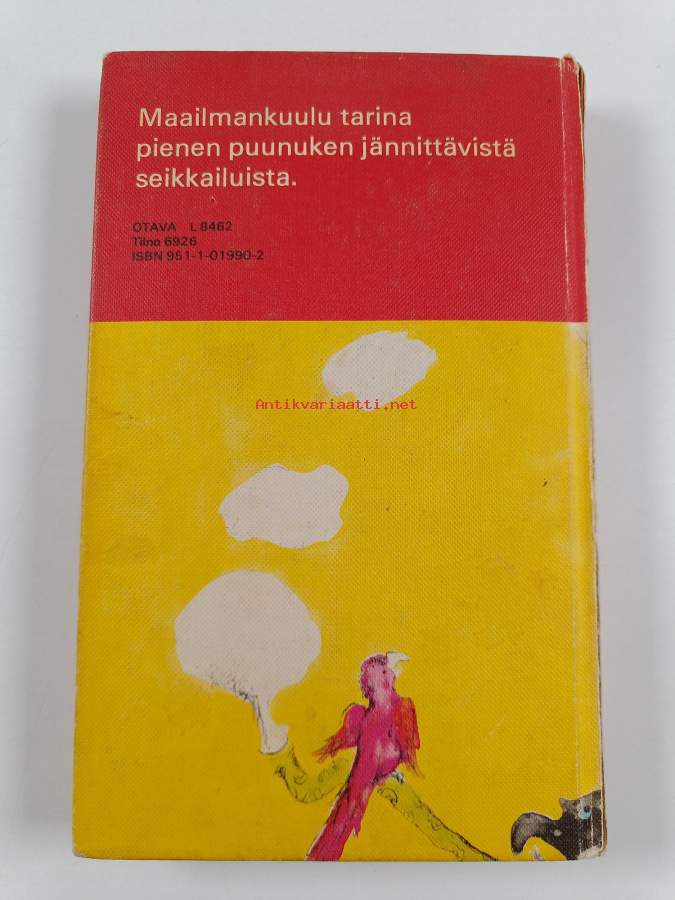 Maailmankuulu tarina
pienen puunuken jännittävistä
seikkailuista.
OTAVA L 8462
Tilno 6926
ISBN 951-1-01990-2
Antikvariaatti.net